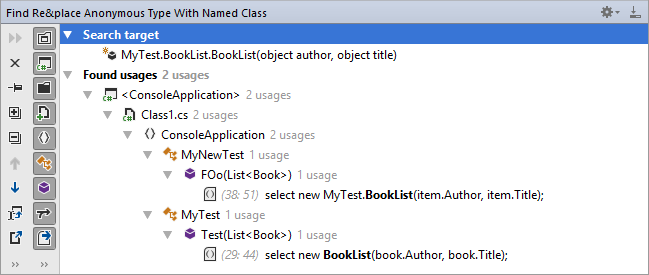 Find Re&place Anonymous Type With Named Class
Search target
MyTest.BookList.BookList(object author, object title)
Found usages 2 usages
<ConsoleApplication> 2 usages
Class1.cs 2 usages
ConsoleApplication 2 usages
MyNewTest 1 usage
FOo(List<Book>) 1 usage
(38: 51) select new MyTest.BookList(item.Author, item.Title);
MyTest 1 usage
Test(List<Book>) 1 usage
(29: 44) select new BookList(book.Author, book.Title);